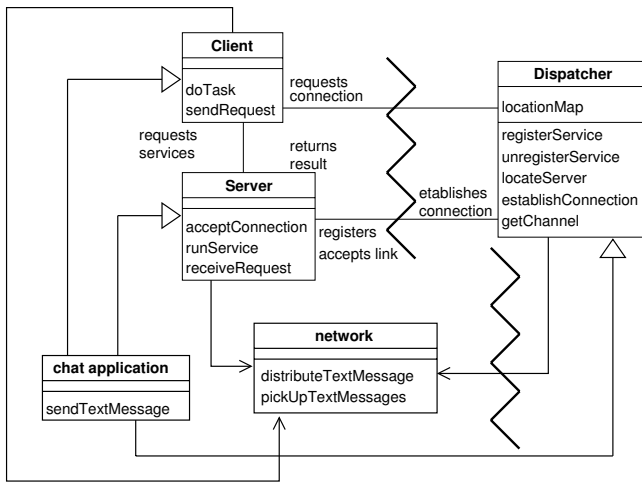 Client
doTask
sendRequest
requests
connection
Dispatcher
locationMap
registerService
unregisterService
locateServer
establishConnection
getChannel
requests
services
returns
result
Server
acceptConnection
runService
receiveRequest
registers
accepts link
etablishes
connection
network
distributeTextMessage
pickUpTextMessages
chat application
sendTextMessage